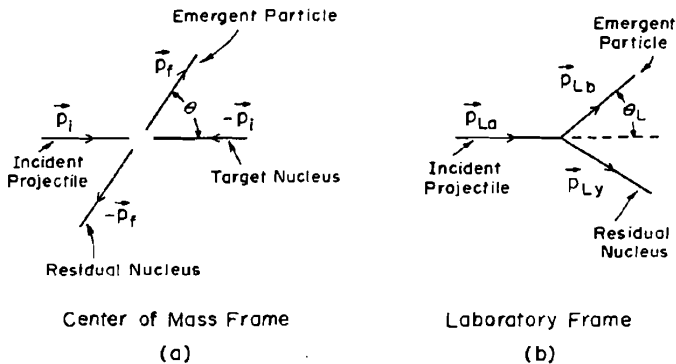 Emergent Particle
p⃗f
θ
p⃗i
-p⃗i
Incident
Projectile
Target Nucleus
-p⃗f
Residual Nucleus
Center of Mass Frame
(a)
Emergent
Particle
p⃗Lb
θL
p⃗La
Incident
Projectile
p⃗Ly
Residual
Nucleus
Laboratory Frame
(b)